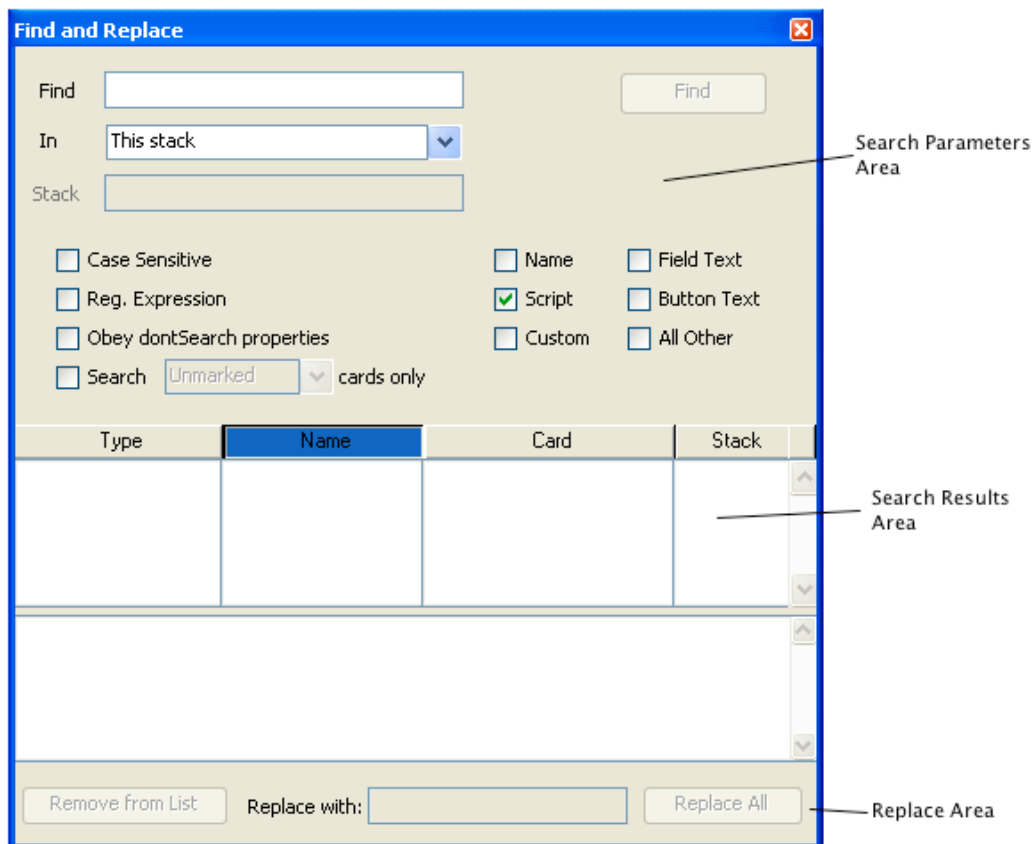 Find and Replace
Find
Find
In
This stack
Search Parameters
Area
Stack
Case Sensitive
Name
Field Text
Reg. Expression
Script
Button Text
Obey dontSearch properties
Custom
All Other
Search Unmarked cards only
Type Name Card Stack
Search Results
Area
Remove from List
Replace with:
Replace All
Replace Area